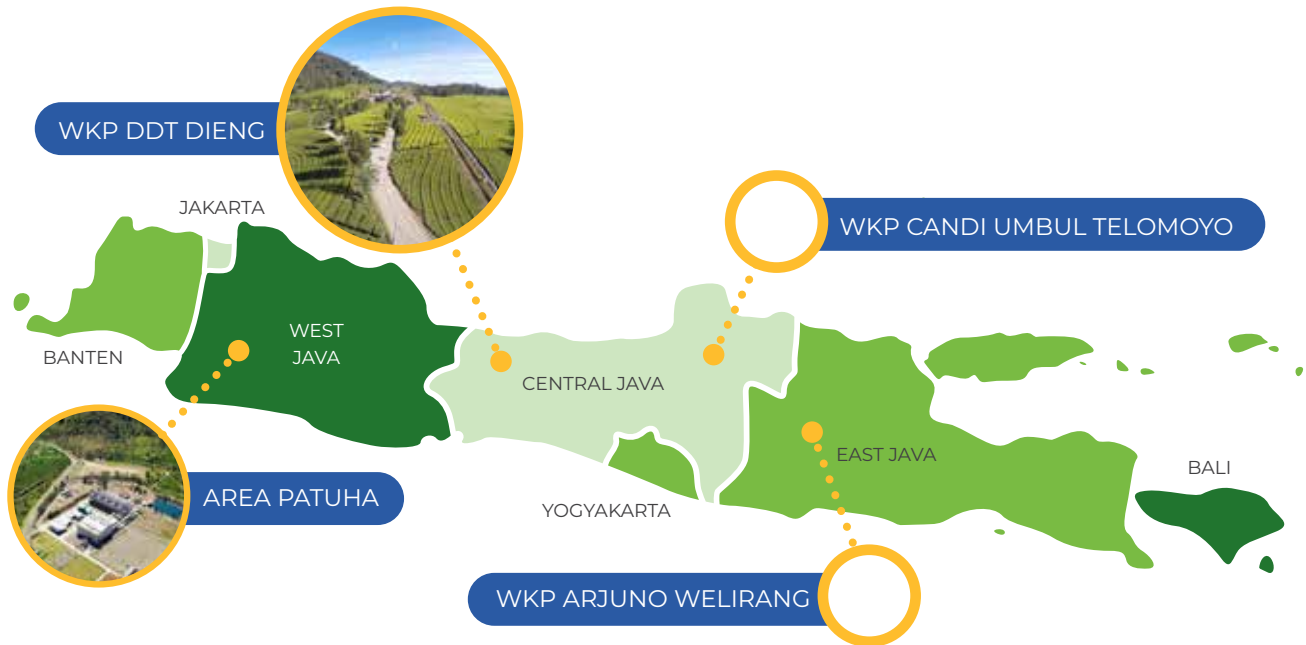 WKP DDT DIENG
JAKARTA
WKP CANDI UMBUL TELOMOYO
WEST
JAVA
BANTEN
CENTRAL JAVA
EAST JAVA
BALI
AREA PATUHA
YOGYAKARTA
WKP ARJUNO WELIRANG